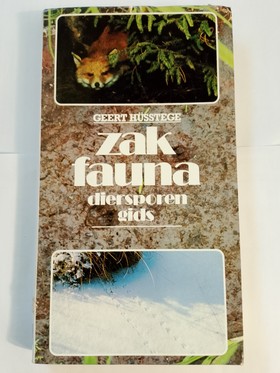 GEERT HUSSTEGE
zak
fauna
diersporen
gids